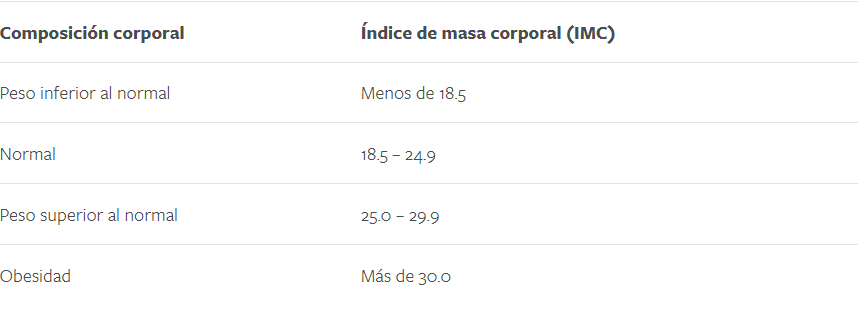 Composición corporal Índice de masa corporal (IMC)
Peso inferior al normal Menos de 18.5
Normal 18.5 – 24.9
Peso superior al normal 25.0 – 29.9
Obesidad Más de 30.0